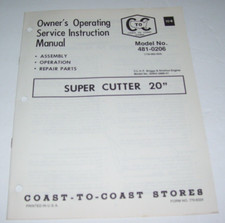 Owner's Operating
Service Instruction
Manual
C
TO
C
Model No.
481-0206
• ASSEMBLY
• OPERATION
• REPAIR PARTS
SUPER CUTTER 20"
COAST-TO-COAST STORES